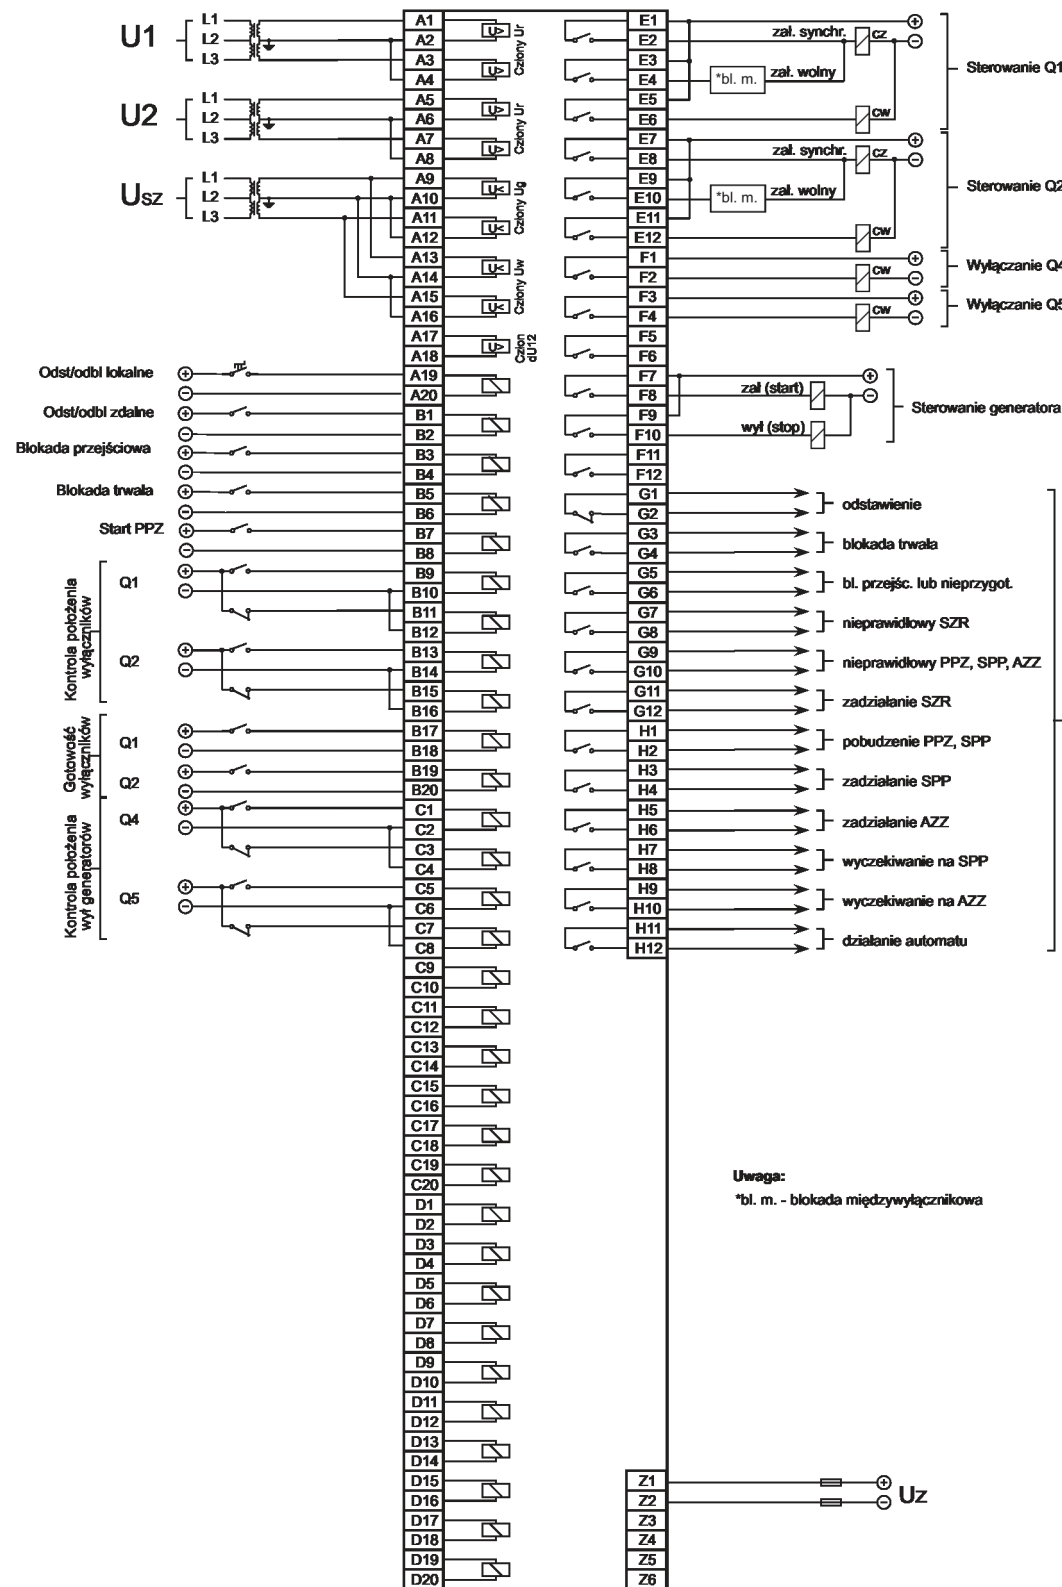 U1
L1
L2
L3
U2
L1
L2
L3
Usz
L1
L2
L3
Odst/odbl lokalne
Odst/odbl zdalne
Blokada przejściowa
Blokada trwała
Start PPZ
Kontrola położenia
wyłączników
Q1
Q2
Gotowość
wyłączników
Q1
Q2
Kontrola położenia
wył generatorów
Q4
Q5
A1
A2
A3
A4
A5
A6
A7
A8
A9
A10
A11
A12
A13
A14
A15
A16
A17
A18
A19
A20
B1
B2
B3
B4
B5
B6
B7
B8
B9
B10
B11
B12
B13
B14
B15
B16
B17
B18
B19
B20
C1
C2
C3
C4
C5
C6
C7
C8
C9
C10
C11
C12
C13
C14
C15
C16
C17
C18
C19
C20
D1
D2
D3
D4
D5
D6
D7
D8
D9
D10
D11
D12
D13
D14
D15
D16
D17
D18
D19
D20
U>
U>
Człony Ur
U>
U>
Człony Ur
U<
U<
Człony Ug
U<
U<
Człony Uw
U>
Człon
dU12
E1
E2
E3
E4
E5
E6
E7
E8
E9
E10
E11
E12
F1
F2
F3
F4
F5
F6
F7
F8
F9
F10
F11
F12
G1
G2
G3
G4
G5
G6
G7
G8
G9
G10
G11
G12
H1
H2
H3
H4
H5
H6
H7
H8
H9
H10
H11
H12
zał. synchr.
CZ
*bl. m.
zał. wolny
CW
Sterowanie Q1
zał. synchr.
CZ
*bl. m.
zał. wolny
CW
Sterowanie Q2
CW
Wyłączanie Q4
CW
Wyłączanie Q5
zał (start)
wył (stop)
Sterowanie generatora
odstawienie
blokada trwała
bl. przejśc. lub nieprzygot.
nieprawidłowy SZR
nieprawidłowy PPZ, SPP, AZZ
zadziałanie SZR
pobudzenie PPZ, SPP
zadziałanie SPP
zadziałanie AZZ
wyczekiwanie na SPP
wyczekiwanie na AZZ
działanie automatu
Uwaga:
*bl. m. - blokada międzywyłącznikowa
Z1
Z2
Z3
Z4
Z5
Z6
Uz